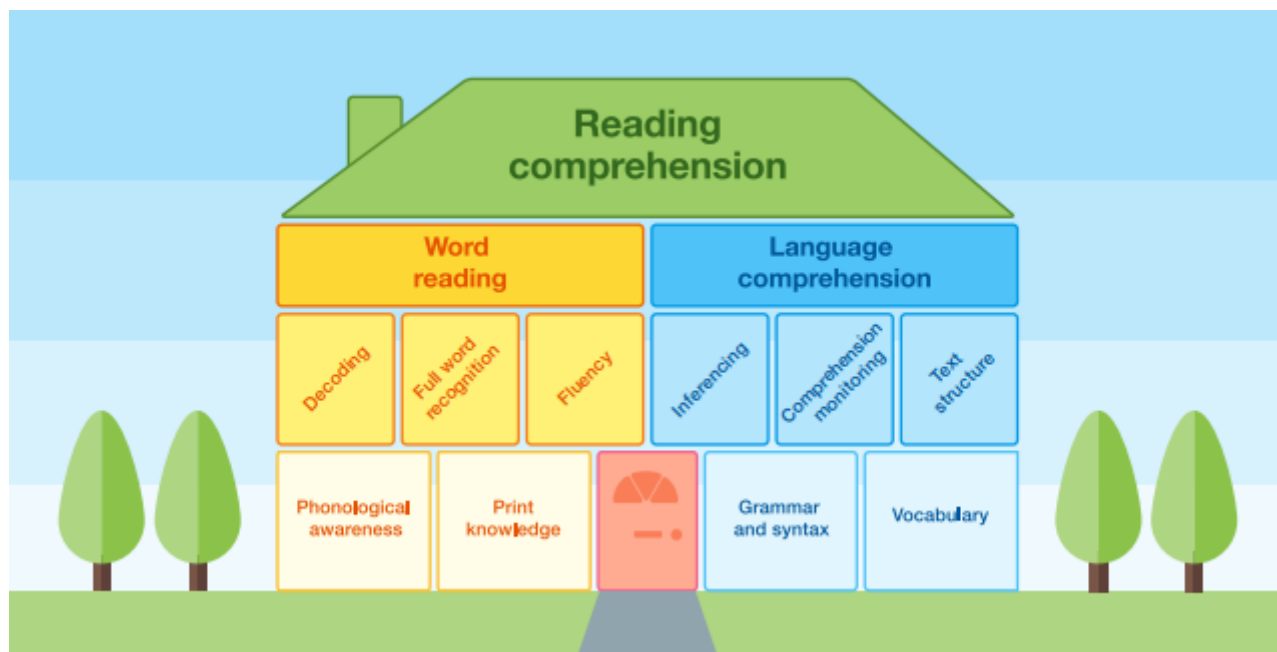 Reading
comprehension
Word
reading
Language
comprehension
Decoding
Full word
recognition
Fluency
Inferencing
Comprehension
monitoring
Text
structure
Phonological
awareness
Print
knowledge
Grammar
and syntax
Vocabulary